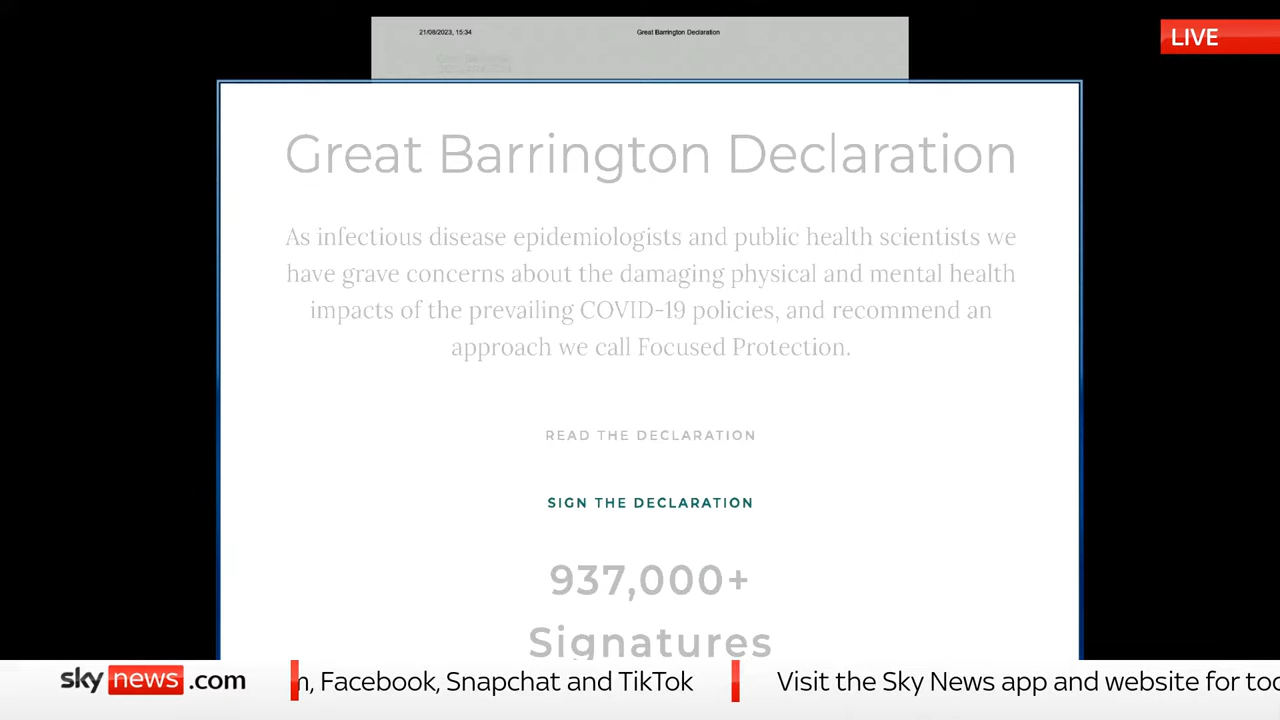 21/08/2023, 15:34 Great Barrington Declaration
LIVE
Great Barrington Declaration
As infectious disease epidemiologists and public health scientists we
have grave concerns about the damaging physical and mental health
impacts of the prevailing COVID-19 policies, and recommend an
approach we call Focused Protection.
READ THE DECLARATION
SIGN THE DECLARATION
937,000+
Signatures
sky news.com
, Facebook, Snapchat and TikTok
Visit the Sky News app and website for